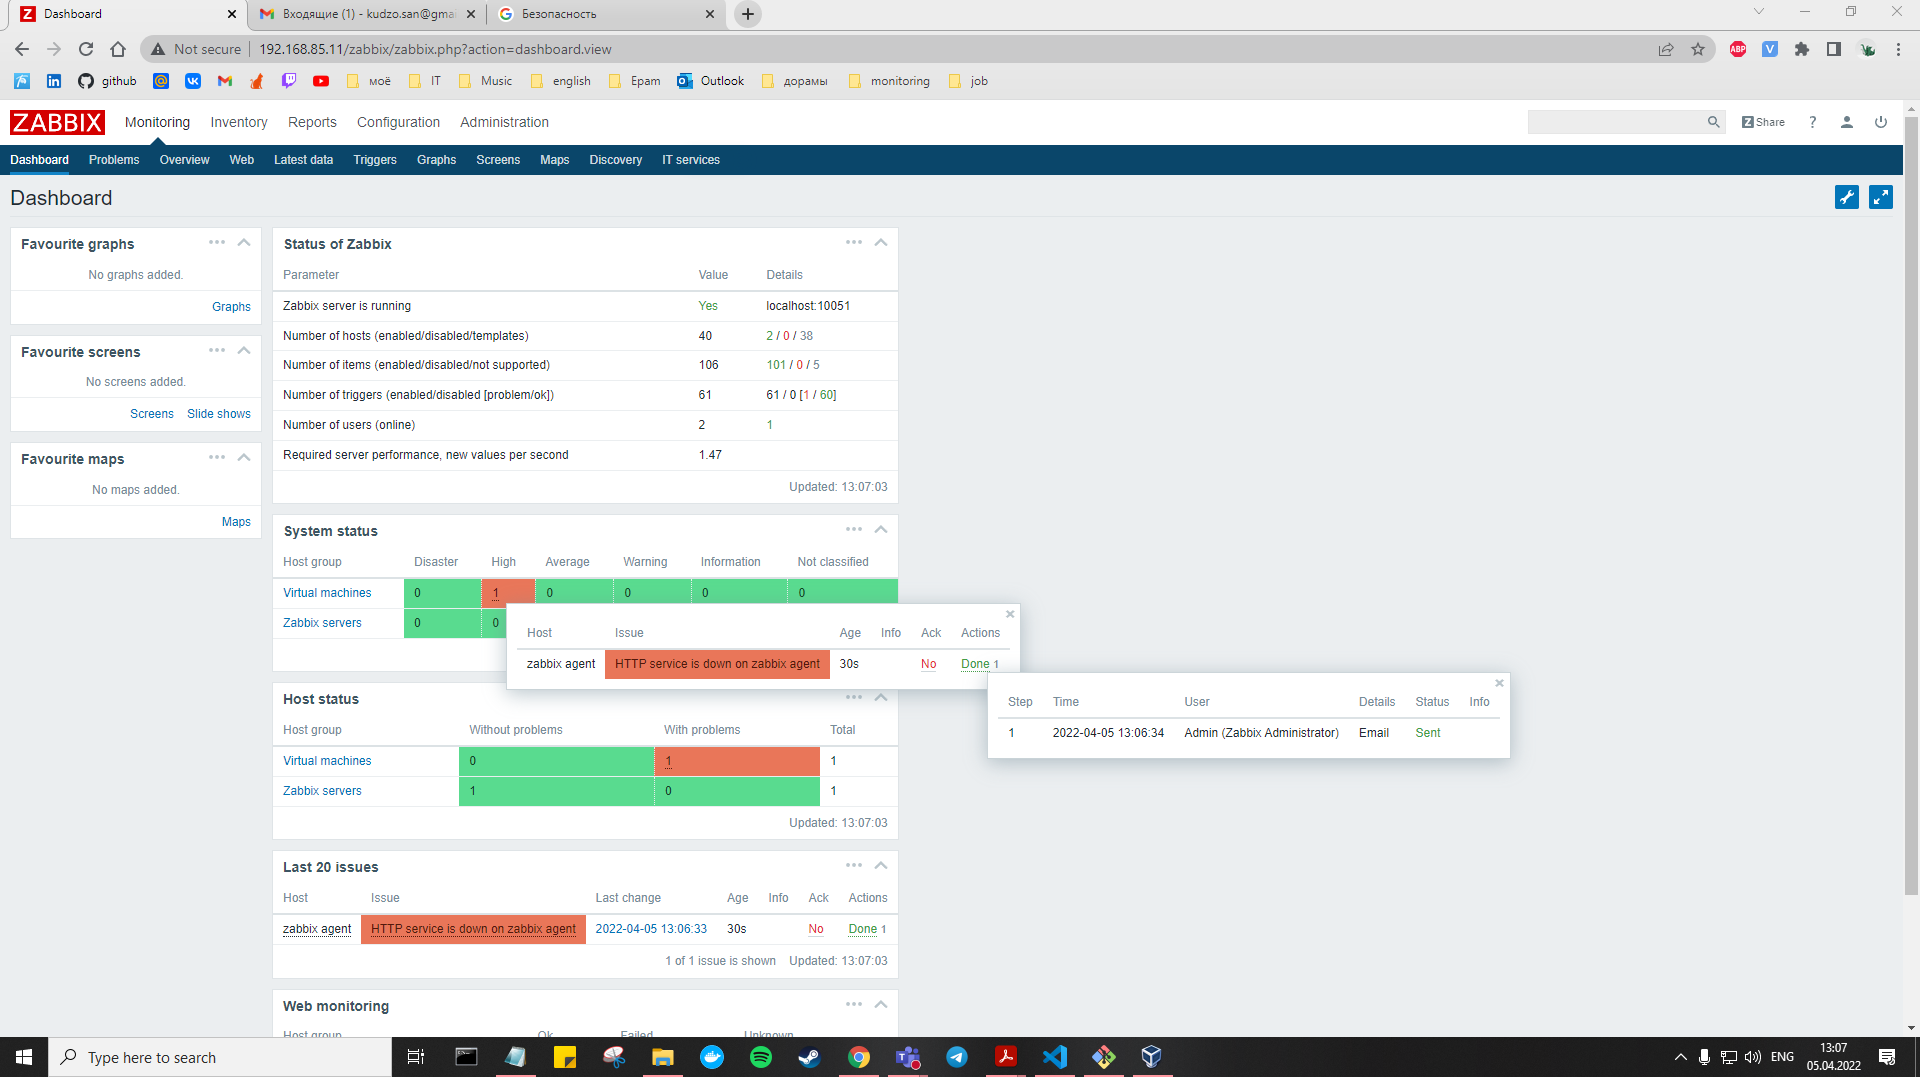 Dashboard
Входящие (1) - kudzo.san@gma
Безопасность
Not secure 192.168.85.11/zabbix/zabbix.php?action=dashboard.view
ABP
V
github моё IT Music english Epam Outlook дорамы monitoring job
ZABBIX Monitoring Inventory Reports Configuration Administration Z Share ?
Dashboard Problems Overview Web Latest data Triggers Graphs Screens Maps Discovery IT services
Dashboard
Favourite graphs
No graphs added.
Graphs
Favourite screens
No screens added.
Screens Slide shows
Favourite maps
No maps added.
Maps
Status of Zabbix
Parameter Value Details
Zabbix server is running Yes localhost:10051
Number of hosts (enabled/disabled/templates) 40 2 / 0 / 38
Number of items (enabled/disabled/not supported) 106 101 / 0 / 5
Number of triggers (enabled/disabled [problem/ok]) 61 61 / 0 [1 / 60]
Number of users (online) 2 1
Required server performance, new values per second 1.47
Updated: 13:07:03
System status
Host group Disaster High Average Warning Information Not classified
Virtual machines 0 1 0 0 0 0
Zabbix servers 0 0
Host Issue Age Info Ack Actions
zabbix agent HTTP service is down on zabbix agent 30s No Done 1
Step Time User Details Status Info
1 2022-04-05 13:06:34 Admin (Zabbix Administrator) Email Sent
Host status
Host group Without problems With problems Total
Virtual machines 0 1 1
Zabbix servers 1 0 1
Updated: 13:07:03
Last 20 issues
Host Issue Last change Age Info Ack Actions
zabbix agent HTTP service is down on zabbix agent 2022-04-05 13:06:33 30s No Done 1
1 of 1 issue is shown Updated: 13:07:03
Web monitoring
Host group Ok Failed Unknown
Type here to search
ENG
13:07
05.04.2022